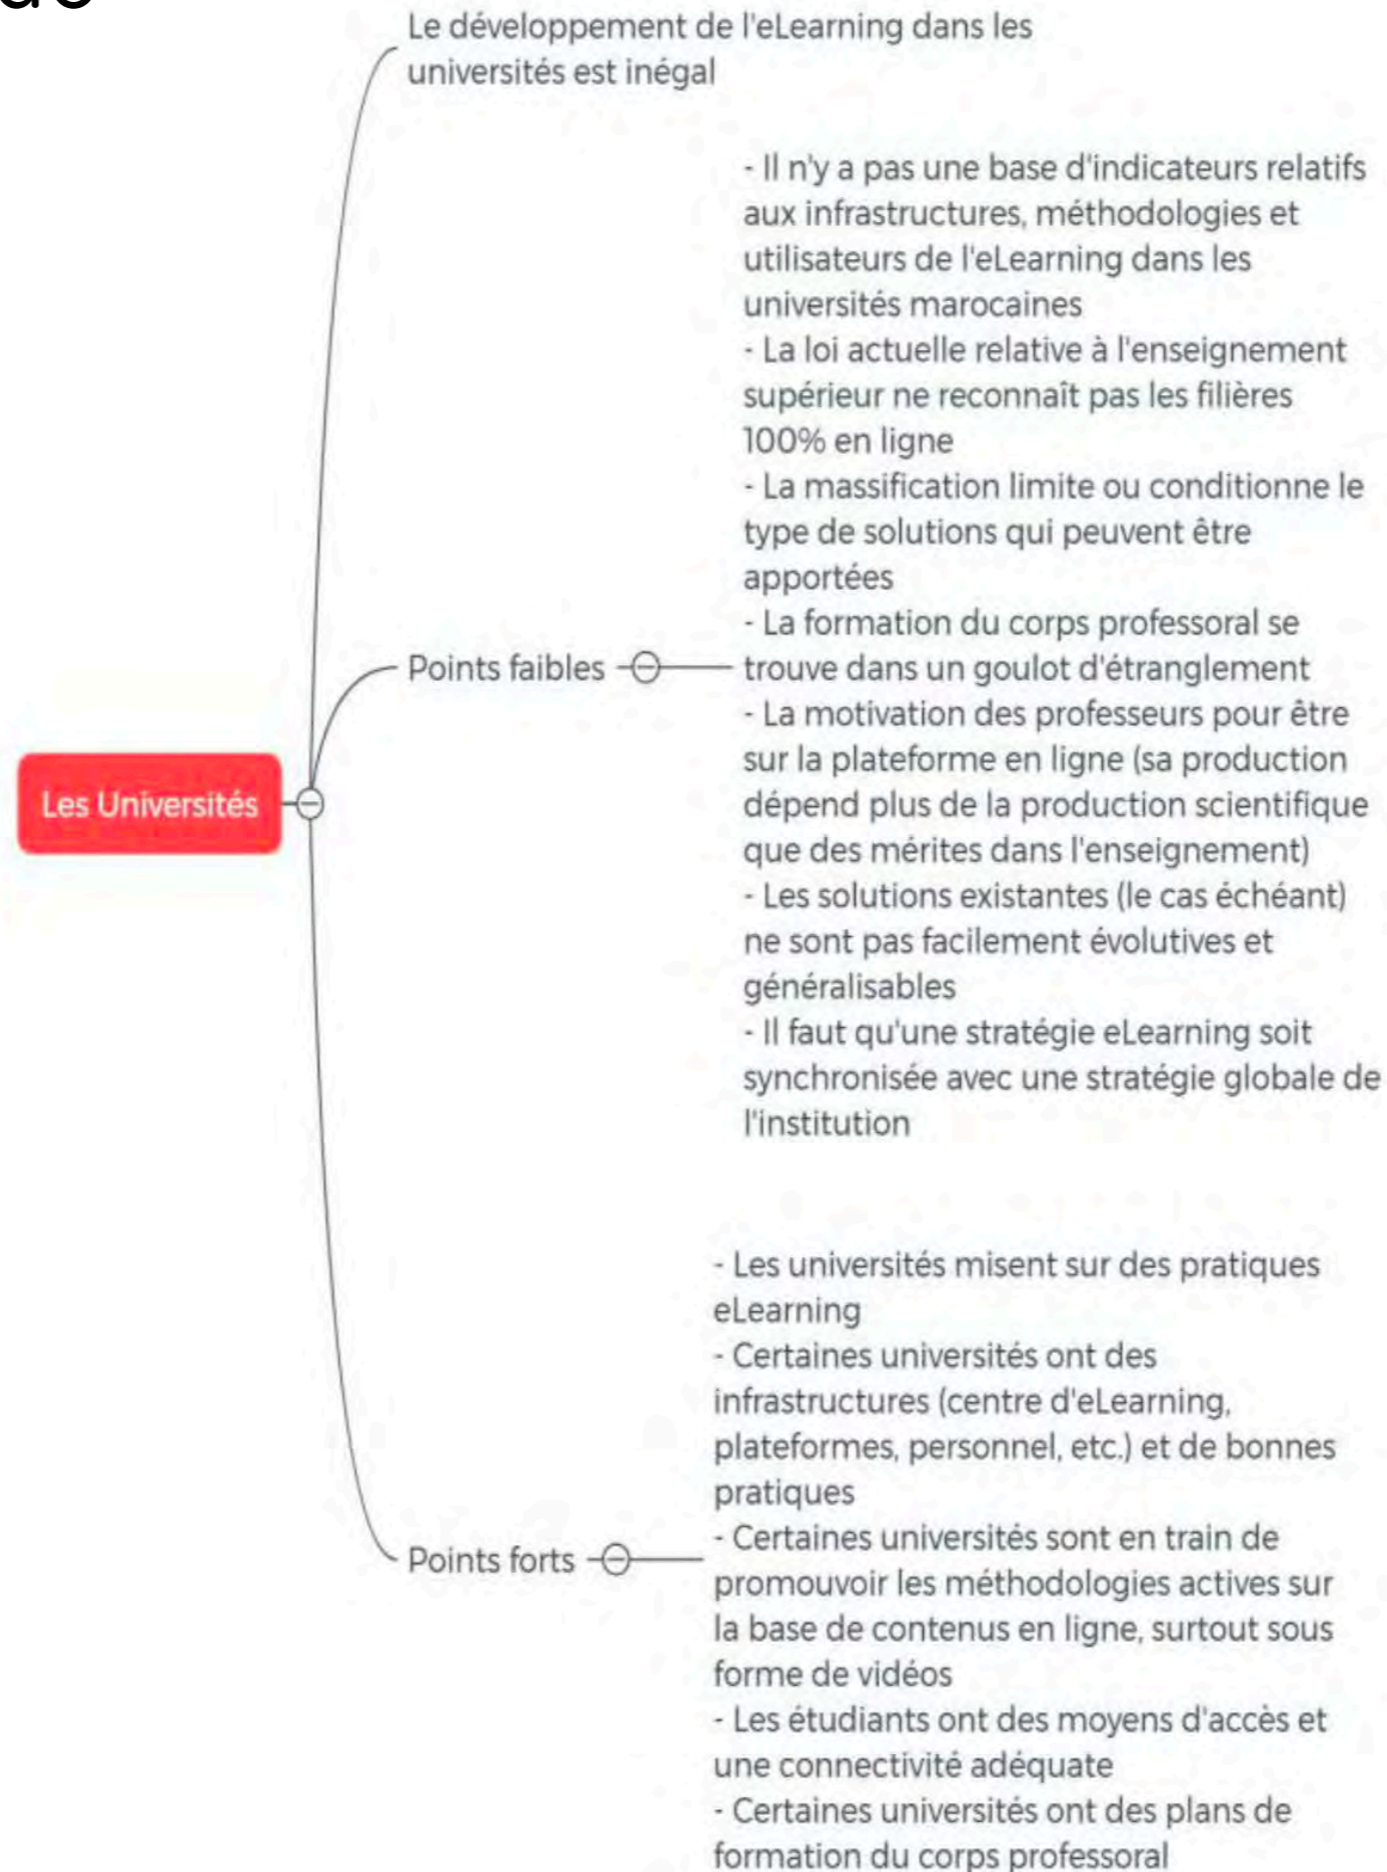 Le développement de l'eLearning dans les
universités est inégal
- Il n'y a pas une base d'indicateurs relatifs
aux infrastructures, méthodologies et
utilisateurs de l'eLearning dans les
universités marocaines
- La loi actuelle relative à l'enseignement
supérieur ne reconnaît pas les filières
100% en ligne
- La massification limite ou conditionne le
type de solutions qui peuvent être
apportées
- La formation du corps professoral se
Points faibles
trouve dans un goulot d'étranglement
- La motivation des professeurs pour être
sur la plateforme en ligne (sa production
Les Universités
dépend plus de la production scientifique
que des mérites dans l'enseignement)
- Les solutions existantes (le cas échéant)
ne sont pas facilement évolutives et
généralisables
- Il faut qu'une stratégie eLearning soit
synchronisée avec une stratégie globale de
l'institution
- Les universités misent sur des pratiques
eLearning
- Certaines universités ont des
infrastructures (centre d'eLearning,
plateformes, personnel, etc.) et de bonnes
pratiques
- Certaines universités sont en train de
Points forts
promouvoir les méthodologies actives sur
la base de contenus en ligne, surtout sous
forme de vidéos
- Les étudiants ont des moyens d'accès et
une connectivité adéquate
- Certaines universités ont des plans de
formation du corps professoral